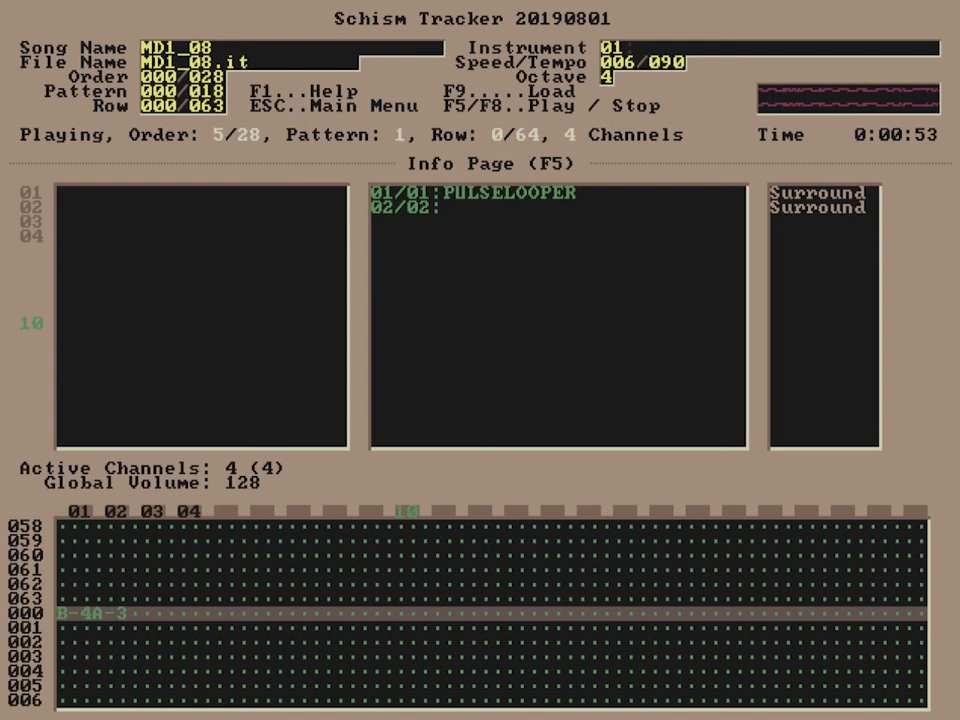 Schism Tracker 20190801
Song Name MD1_08 Instrument 01:
File Name MD1_08.it Speed/Tempo 006/090
Order 000/028 Octave 4
Pattern 000/018 F1...Help F9.....Load
Row 000/063 ESC..Main Menu F5/F8..Play / Stop
Playing, Order: 5/28, Pattern: 1, Row: 0/64, 4 Channels Time 0:00:53
Info Page (F5)
01 01/01:PULSELOOPER Surround
02 02/02: Surround
03
04
10
Active Channels: 4 (4)
Global Volume: 128
01 02 03 04 10
058
059
060
061
062
063
000 B-4A-3
001
002
003
004
005
006